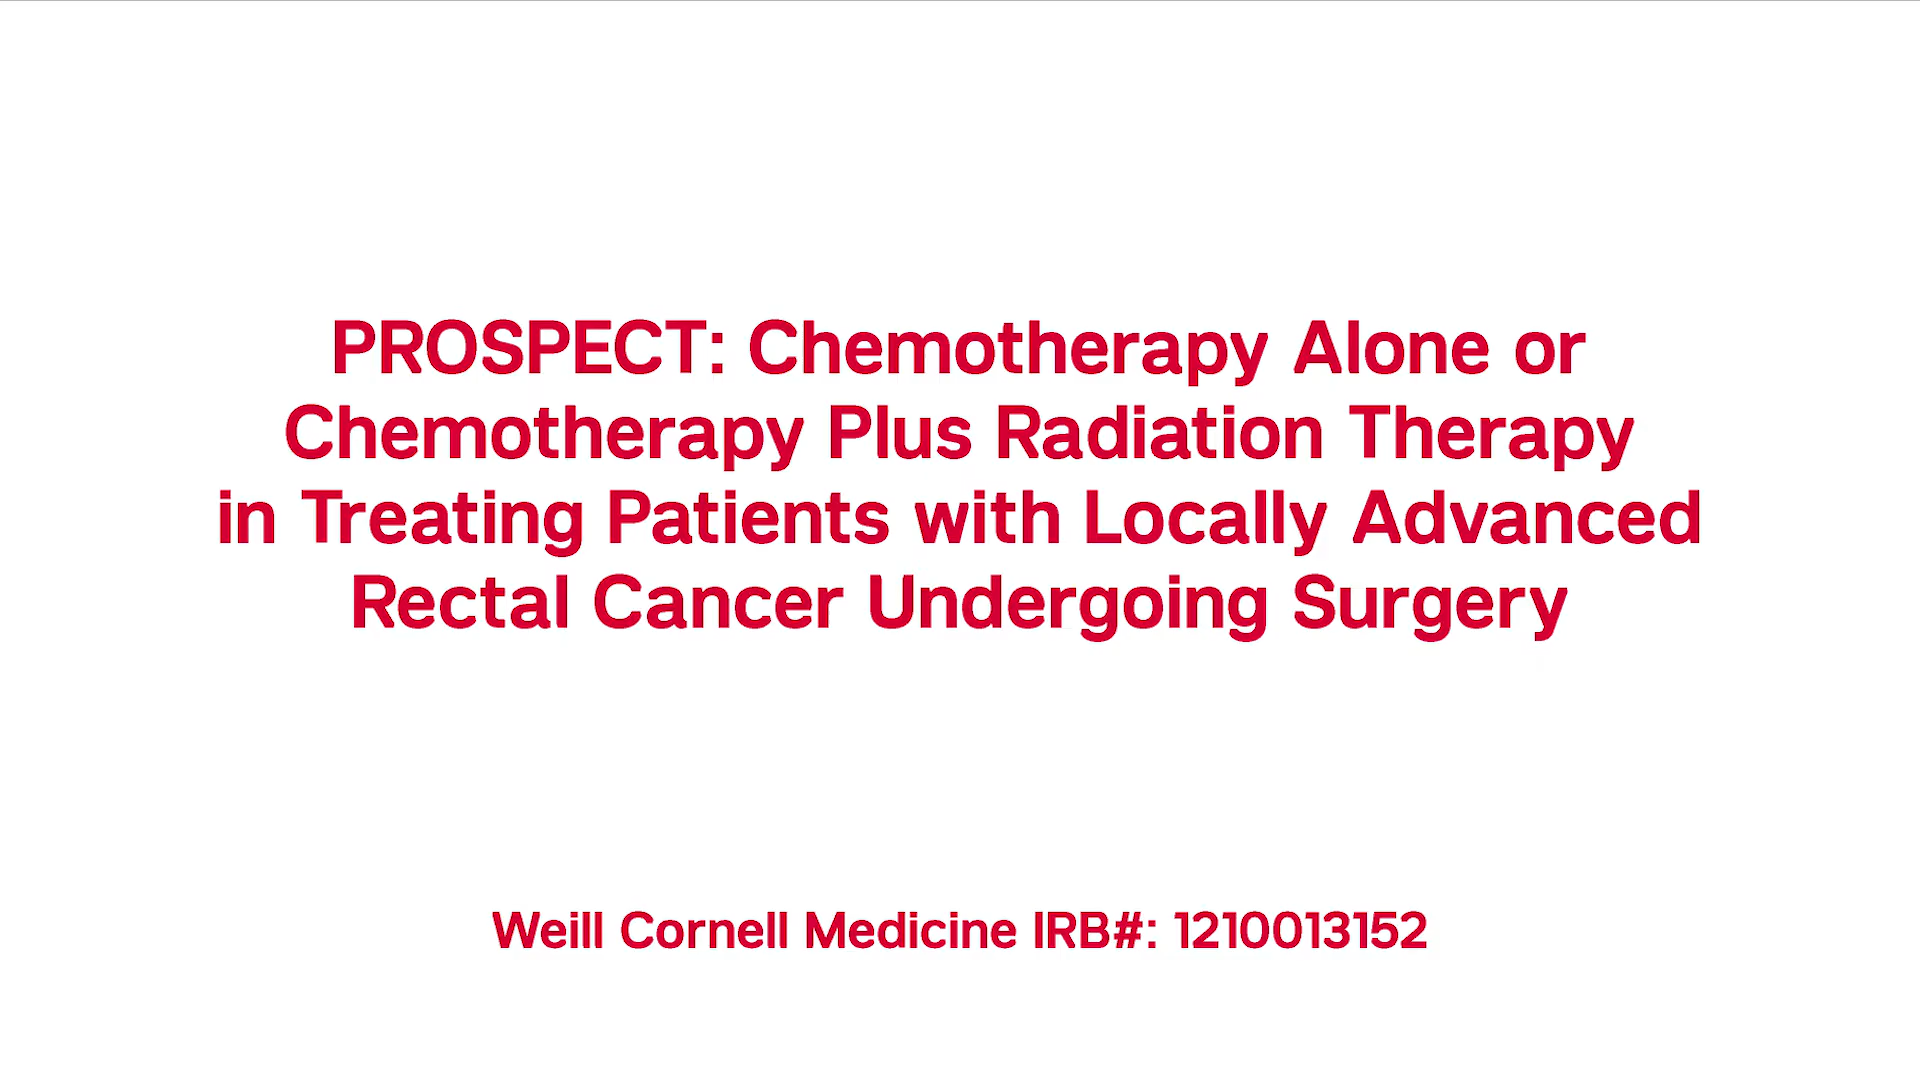 PROSPECT: Chemotherapy Alone or
Chemotherapy Plus Radiation Therapy
in Treating Patients with Locally Advanced
Rectal Cancer Undergoing Surgery
Weill Cornell Medicine IRB#: 1210013152